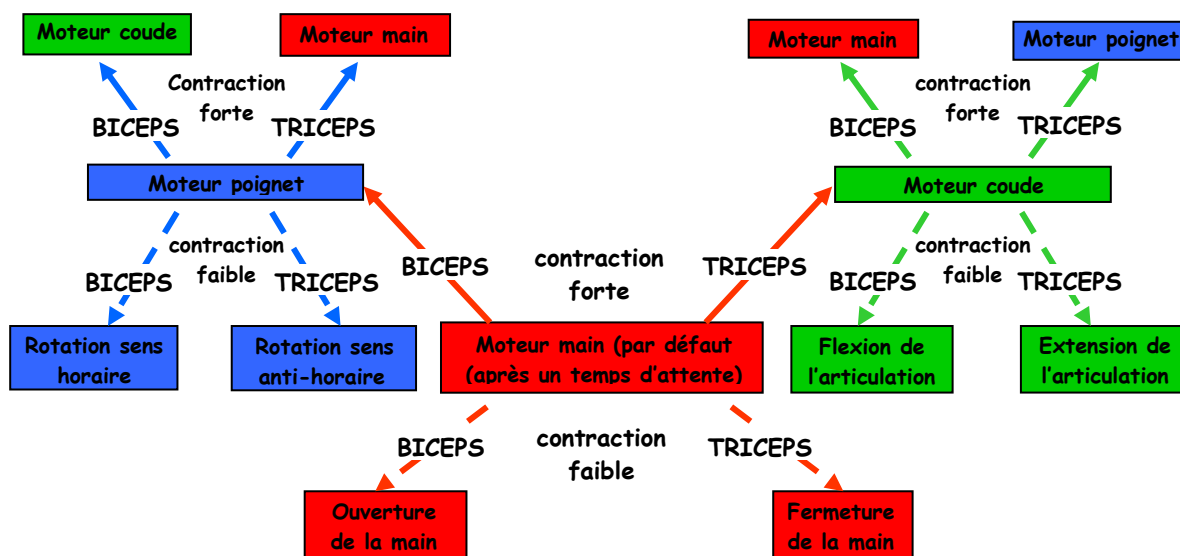 Moteur coude
Moteur main
Moteur main
Moteur poignet
Contraction
forte
contraction
forte
BICEPS
TRICEPS
BICEPS
TRICEPS
Moteur poignet
Moteur coude
contraction
faible
contraction
faible
BICEPS
TRICEPS
BICEPS
contraction
forte
TRICEPS
BICEPS
TRICEPS
Rotation sens
horaire
Rotation sens
anti-horaire
Moteur main (par défaut
(après un temps d'attente)
Flexion de
l'articulation
Extension de
l'articulation
BICEPS
contraction
faible
TRICEPS
Ouverture
de la main
Fermeture
de la main